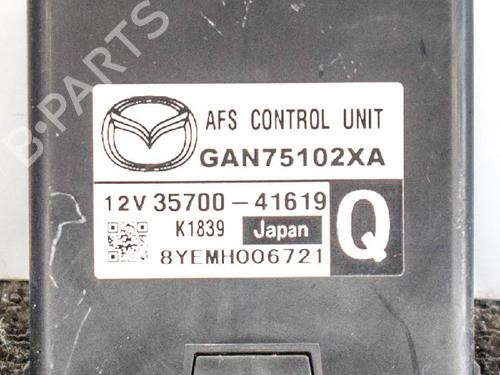 B-PARTS
AFS CONTROL UNIT
GAN75102XA
12V 35700-41619
K1839 Japan Q
8YEMH006721